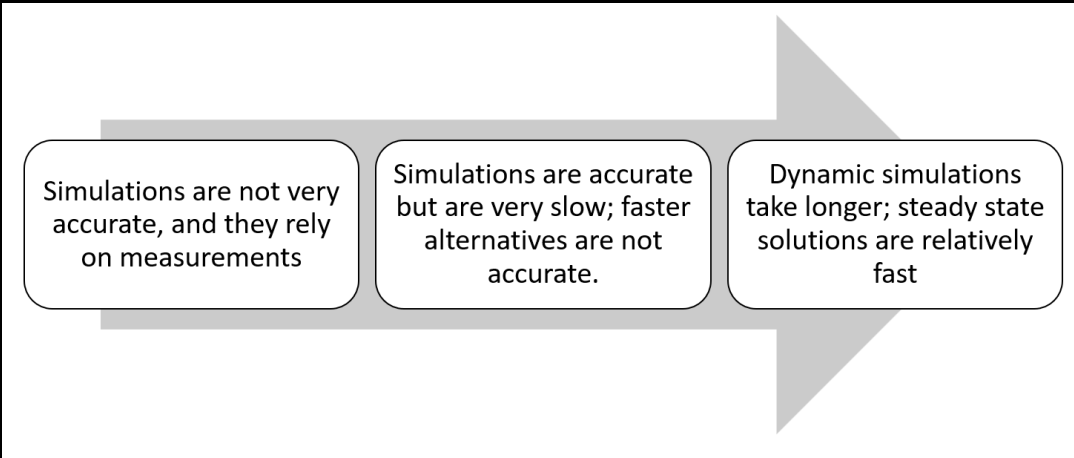 Simulations are not very
accurate, and they rely
on measurements
Simulations are accurate
but are very slow; faster
alternatives are not
accurate.
Dynamic simulations
take longer; steady state
solutions are relatively
fast